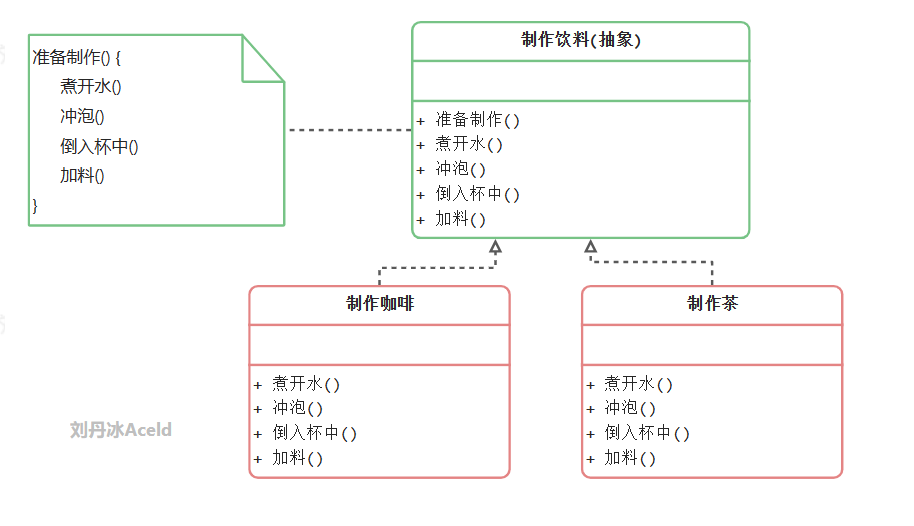 准备制作() {
煮开水()
冲泡()
倒入杯中()
加料()
}
制作饮料(抽象)
+ 准备制作()
+ 煮开水()
+ 冲泡()
+ 倒入杯中()
+ 加料()
制作咖啡
+ 煮开水()
+ 冲泡()
+ 倒入杯中()
+ 加料()
制作茶
+ 煮开水()
+ 冲泡()
+ 倒入杯中()
+ 加料()
刘丹冰Aceld